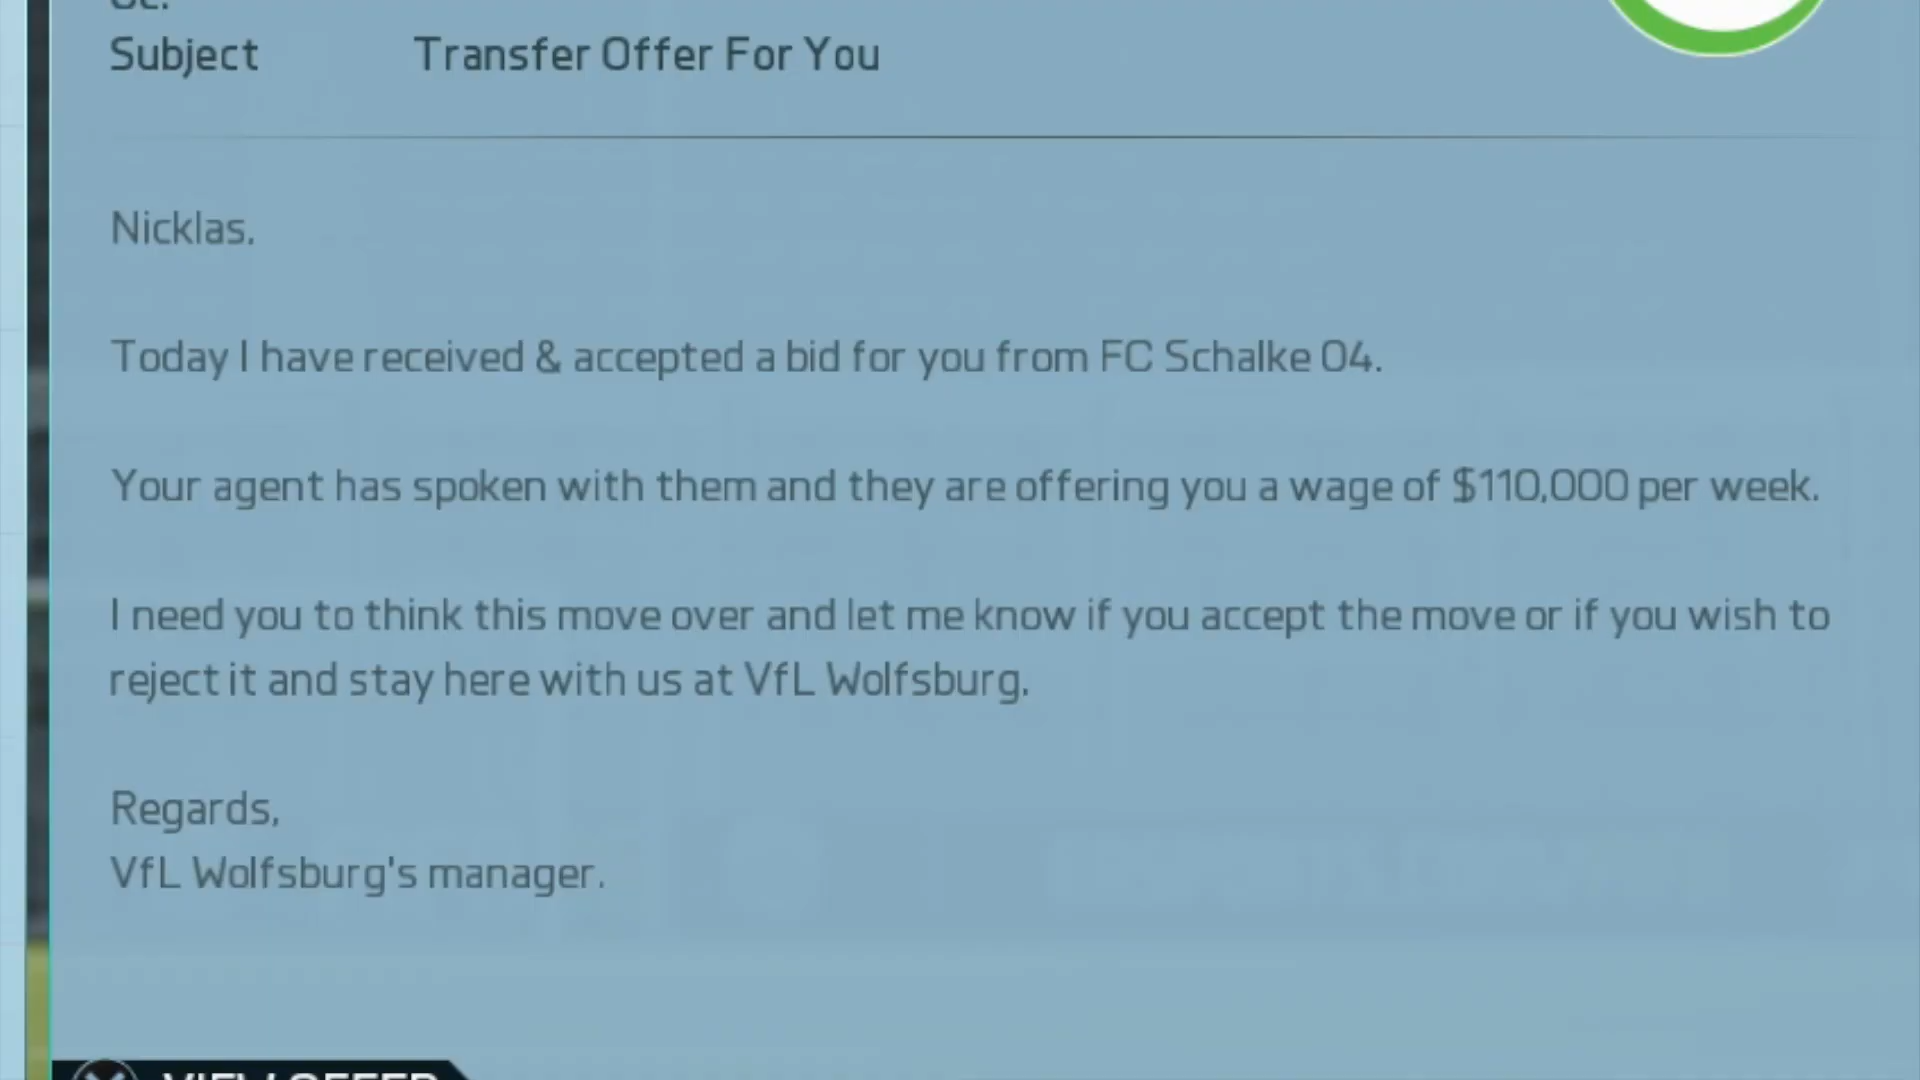 Subject Transfer Offer For You
Nicklas.
Today I have received & accepted a bid for you from FC Schalke 04.
Your agent has spoken with them and they are offering you a wage of $110,000 per week.
I need you to think this move over and let me know if you accept the move or if you wish to
reject it and stay here with us at VfL Wolfsburg.
Regards,
VfL Wolfsburg's manager.
VIEW OFFER